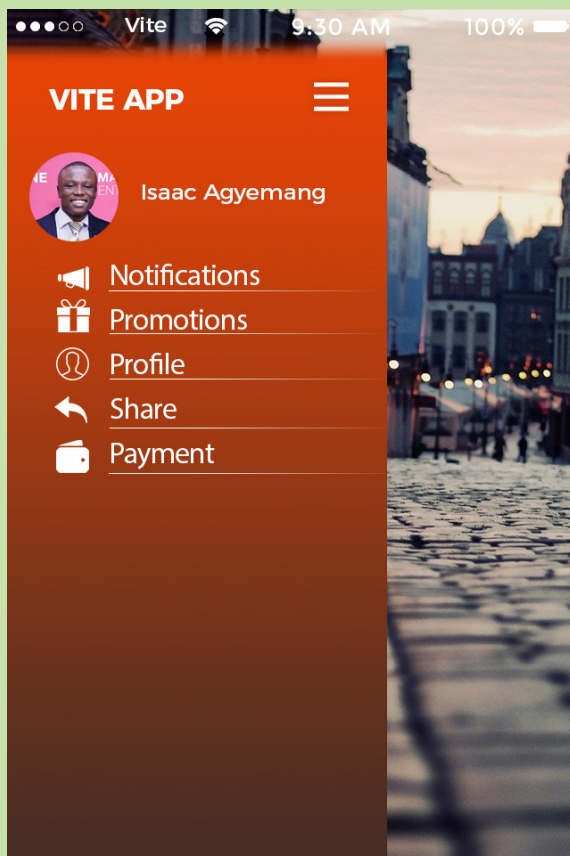 Vite 9:30 AM 100%
VITE APP
Isaac Agyemang
Notifications
Promotions
Profile
Share
Payment